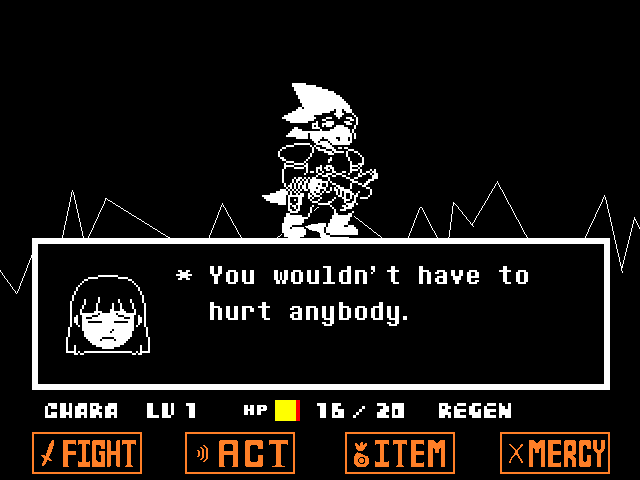 * You wouldn't have to
hurt anybody.
CHARA LV 1 HP 16 / 20 REGEN
FIGHT ACT ITEM MERCY